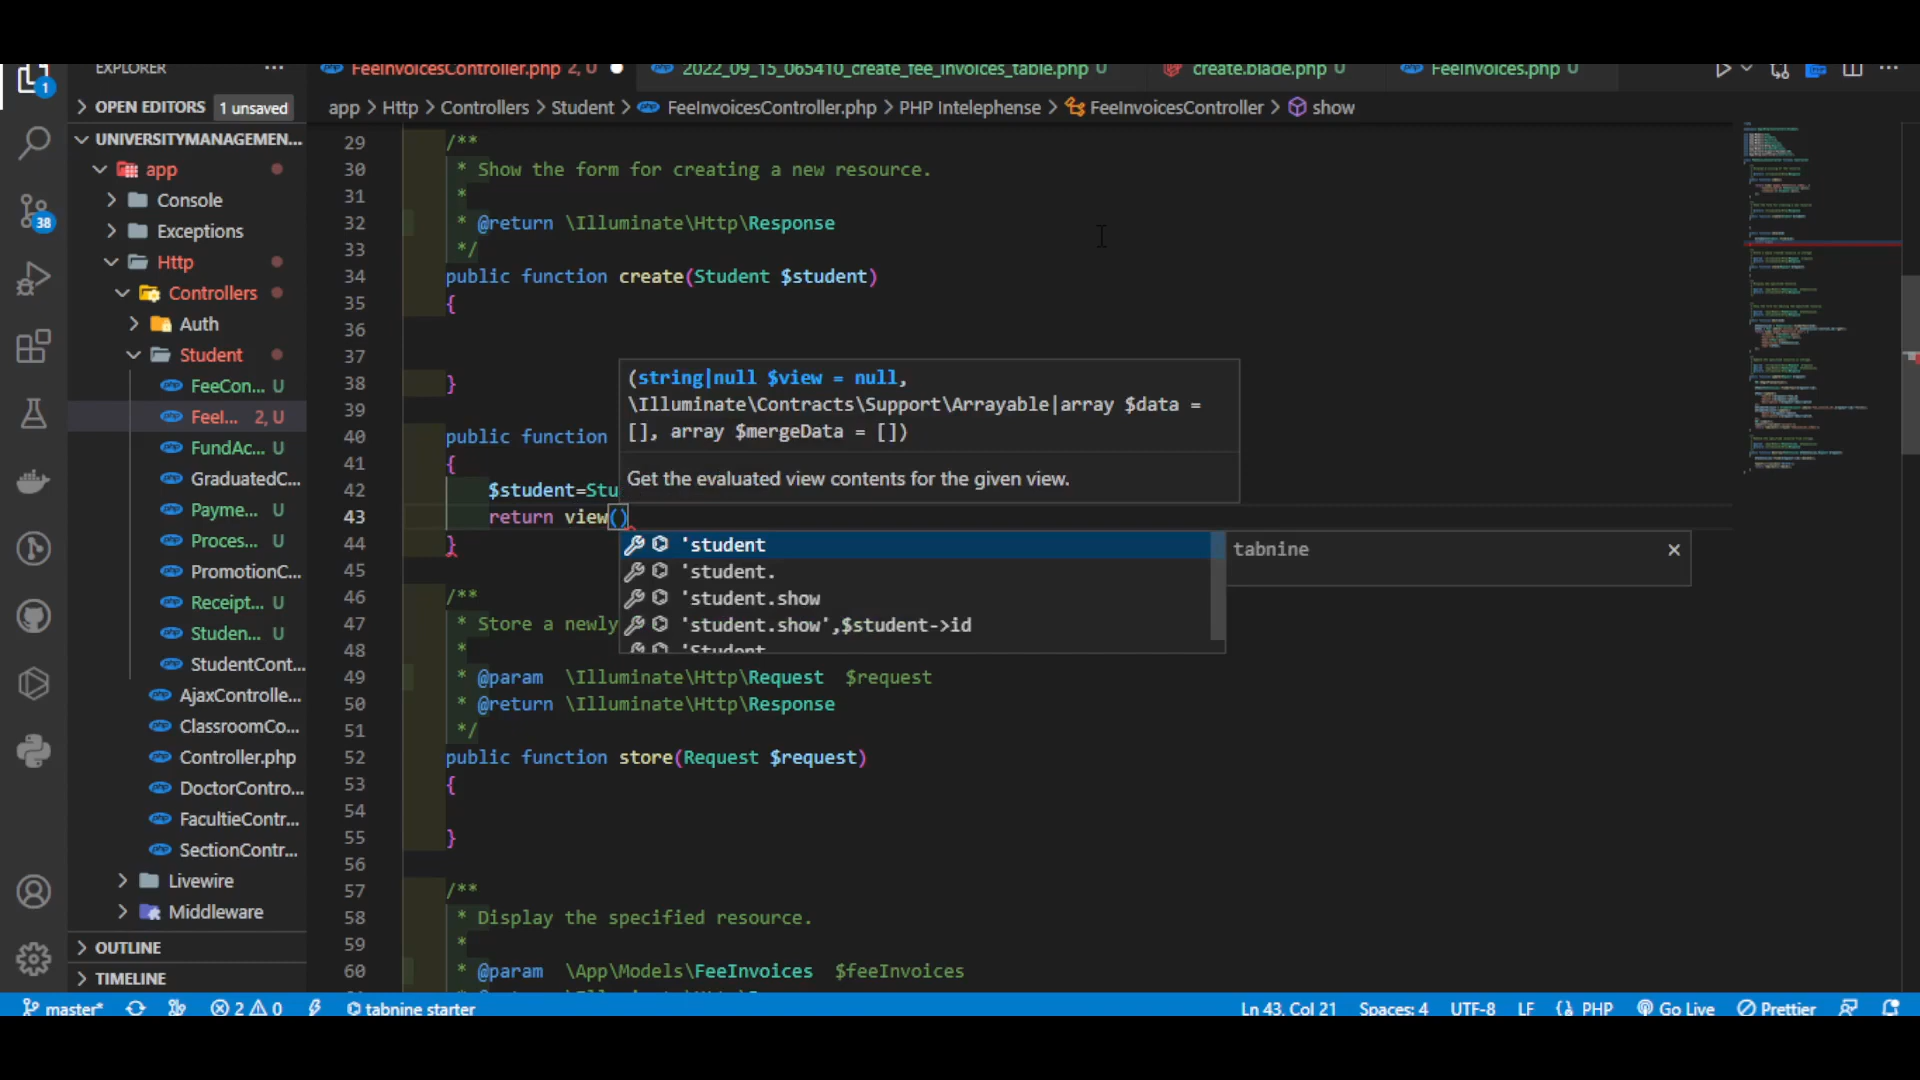 EXPLORER ...
FeeInvoicesController.php 2, U
2022_09_15_065410_create_fee_invoices_table.php U
create.blade.php U
FeeInvoices.php U
OPEN EDITORS 1 unsaved
app > Http > Controllers > Student > FeeInvoicesController.php > PHP Intelephense > FeeInvoicesController > show
UNIVERSITYMANAGEMEN...
app
Console
Exceptions
Http
Controllers
Auth
Student
FeeCon... U
FeeI... 2, U
FundAc... U
GraduatedC...
Payme... U
Proces... U
PromotionC...
Receipt... U
Studen... U
StudentCont...
AjaxControlle...
ClassroomCo...
Controller.php
DoctorContro...
FacultieContr...
SectionContr...
Livewire
Middleware
OUTLINE
TIMELINE
29 /**
30 * Show the form for creating a new resource.
31 *
32 * @return \Illuminate\Http\Response
33 */
34 public function create(Student $student)
35 {
36
37
38 }
39
40 public function
41 {
42 $student=Stu
43 return view()
44 }
45
46 /**
47 * Store a newly
48 *
49 * @param \Illuminate\Http\Request $request
50 * @return \Illuminate\Http\Response
51 */
52 public function store(Request $request)
53 {
54
55 }
56
57 /**
58 * Display the specified resource.
59 *
60 * @param \App\Models\FeeInvoices $feeInvoices
(string|null $view = null,
\Illuminate\Contracts\Support\Arrayable|array $data =
[], array $mergeData = [])
Get the evaluated view contents for the given view.
'student
'student.
'student.show
'student.show',$student->id
'Student
tabnine
1
38
master* 2 0 tabnine starter Ln 43, Col 21 Spaces: 4 UTF-8 LF {} PHP Go Live Prettier